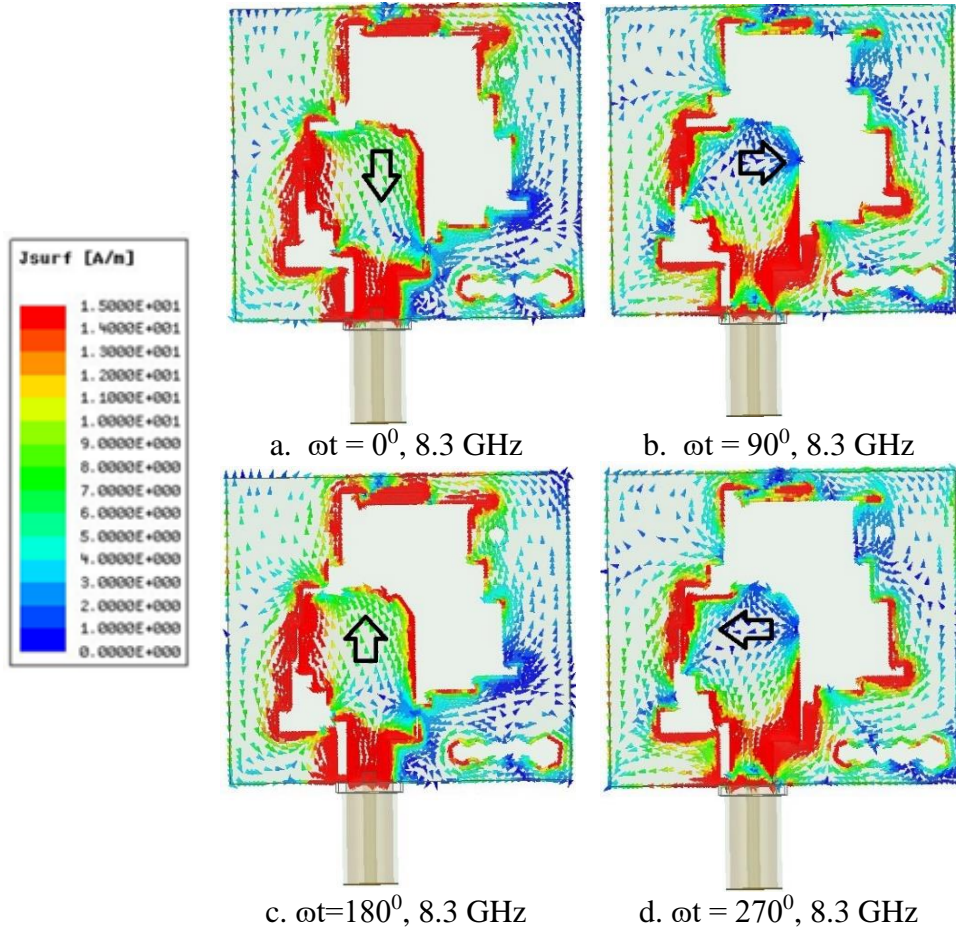 Jsurf [A/m]
1.5000E+001
1.4000E+001
1.3000E+001
1.2000E+001
1.1000E+001
1.0000E+001
9.0000E+000
8.0000E+000
7.0000E+000
6.0000E+000
5.0000E+000
4.0000E+000
3.0000E+000
2.0000E+000
1.0000E+000
0.0000E+000
a. ωt = 0⁰, 8.3 GHz
b. ωt = 90⁰, 8.3 GHz
c. ωt=180⁰, 8.3 GHz
d. ωt = 270⁰, 8.3 GHz